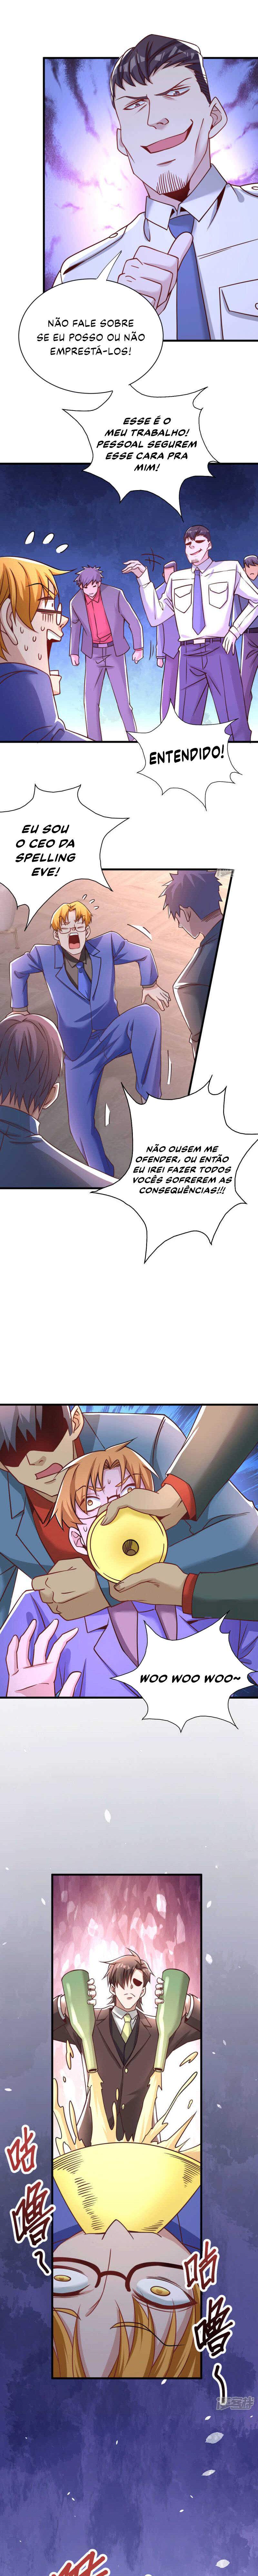 NÃO FALE SOBRE
SE EU POSSO OU NÃO
EMPRESTÁ-LOS!
ESSE É O
MEU TRABALHO!
PESSOAL SEGUREM
ESSE CARA PRA
MIM!
ENTENDIDO!
EU SOU
O CEO DA
SPELLING
EVE!
NÃO OUSEM ME
OFENDER, OU ENTÃO
EU IREI FAZER TODOS
VOCÊS SOFREREM AS
CONSEQUÊNCIAS!!!
WOO WOO WOO~
咕
噜
~
咕
噜
~